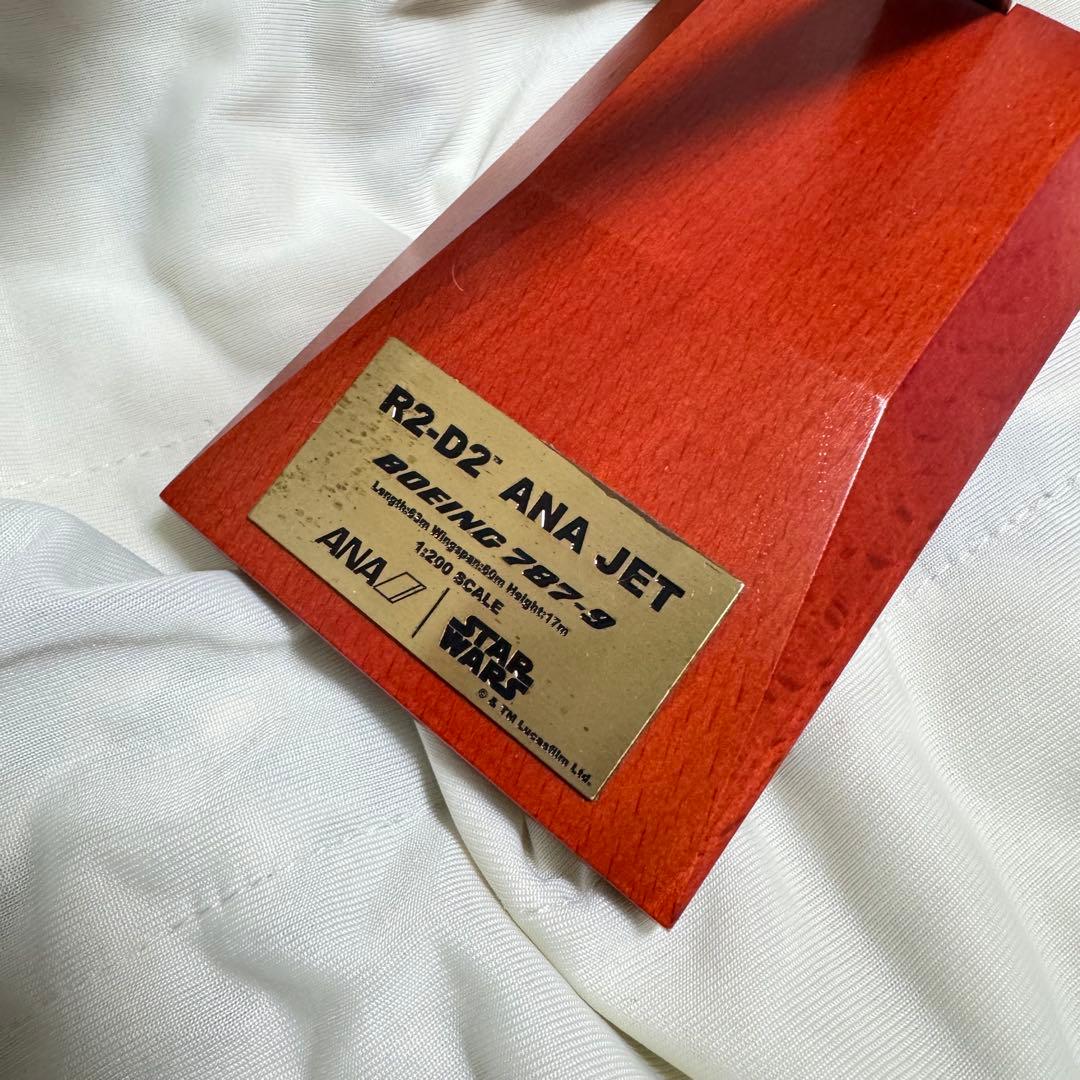 R2-D2™ ANA JET
BOEING 787-9
Length:63m Wingspan:60m Height:17m
1:200 SCALE
ANA
STAR
WARS
© & TM Lucasfilm Ltd.